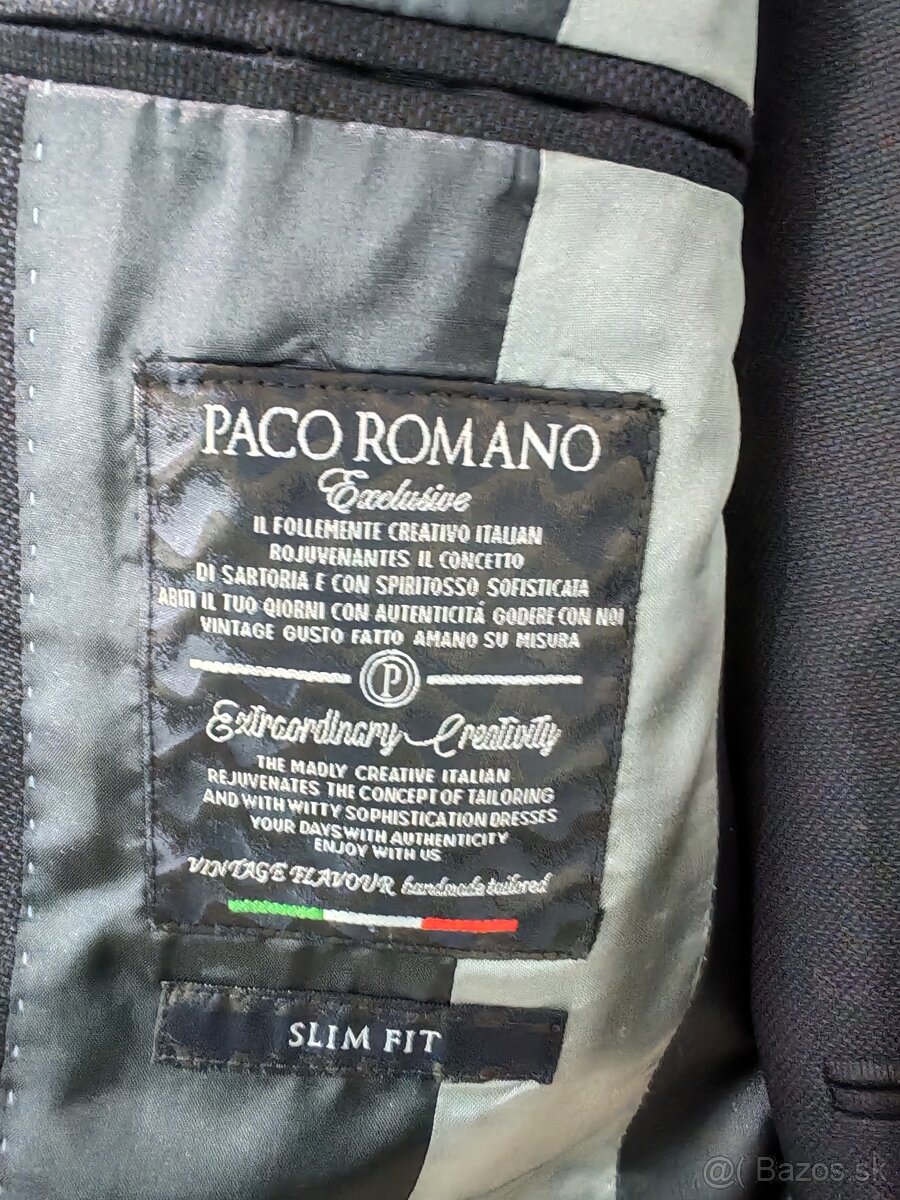 PACO ROMANO
Exclusive
IL FOLLEMENTE CREATIVO ITALIAN
ROJUVENANTES IL CONCETTO
DI SARTORIA E CON SPIRITOSSO SOFISTICATA
ABITI IL TUO QIORNI CON AUTENTICITÁ GODERE CON NOI
VINTAGE GUSTO FATTO AMANO SU MISURA
P
Extraordinary Creativity
THE MADLY CREATIVE ITALIAN
REJUVENATES THE CONCEPT OF TAILORING
AND WITH WITTY SOPHISTICATION DRESSES
YOUR DAYS WITH AUTHENTICITY
ENJOY WITH US
VINTAGE FLAVOUR handmade tailored
SLIM FIT
@( Bazos.sk